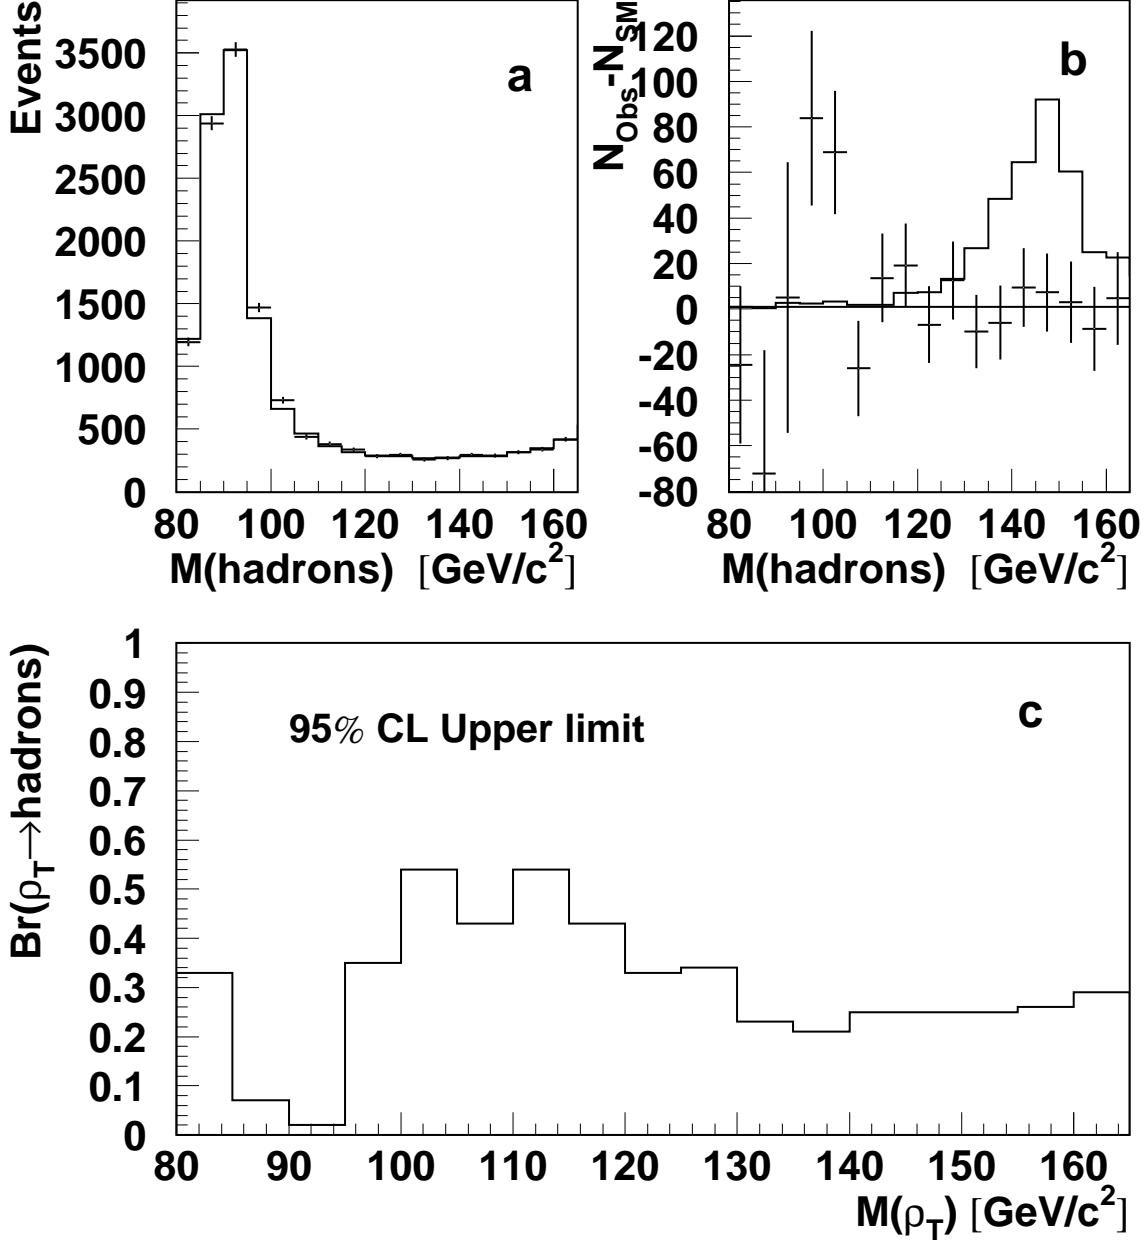 Events
3500
3000
2500
2000
1500
1000
500
0
80 100 120 140 160
M(hadrons) [GeV/c²]
a
N_Obs.-N_SM
120
100
80
60
40
20
0
-20
-40
-60
-80
80 100 120 140 160
M(hadrons) [GeV/c²]
b
Br(ρ_T→hadrons)
1
0.9
0.8
0.7
0.6
0.5
0.4
0.3
0.2
0.1
0
95% CL Upper limit
c
80 90 100 110 120 130 140 150 160
M(ρ_T) [GeV/c²]